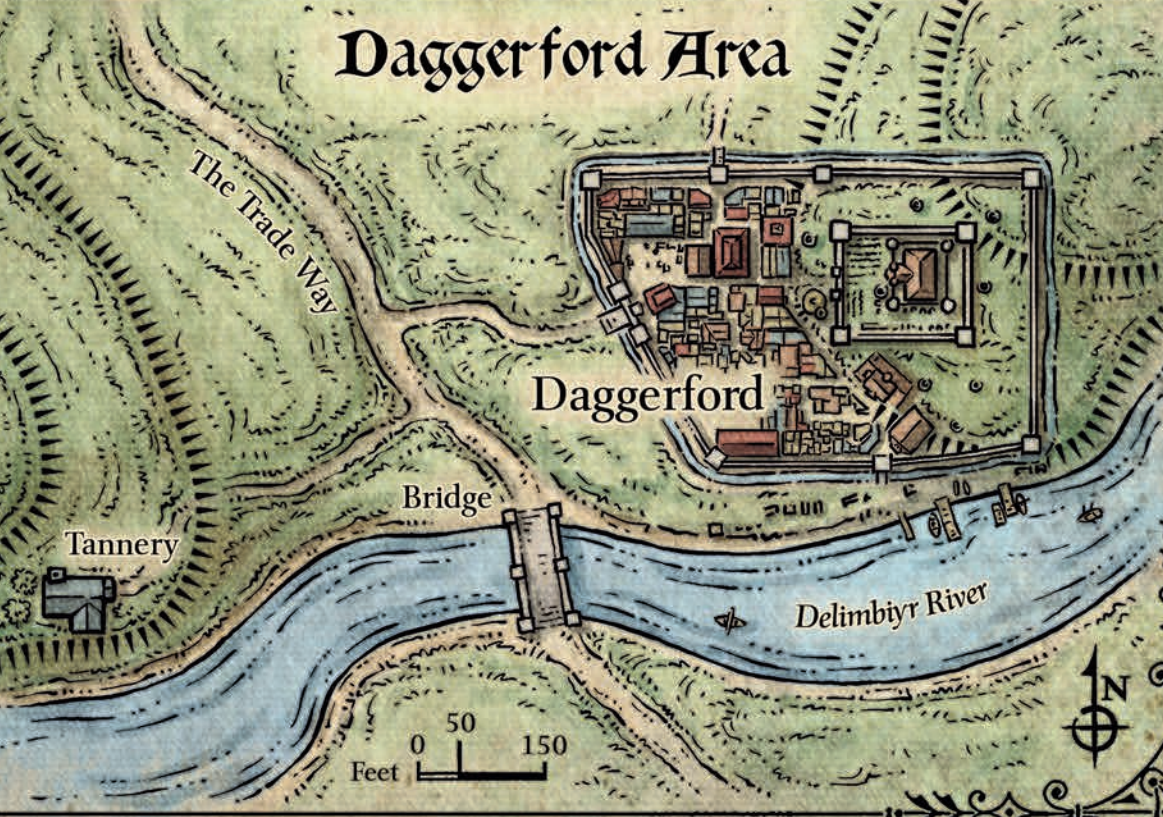 Daggerford Area
The Trade Way
Daggerford
Bridge
Tannery
Delimbiyr River
N
50
0 150
Feet